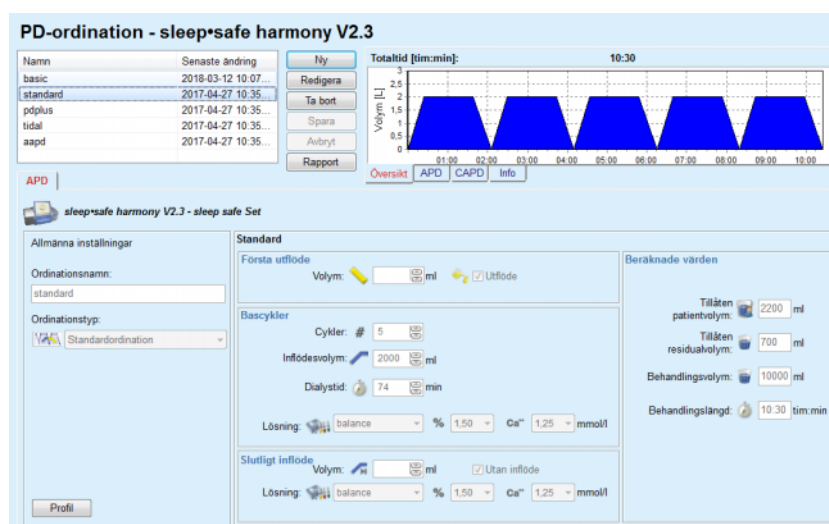 PD-ordination - sleep•safe harmony V2.3
Namn Senaste ändring
basic 2018-03-12 10:07...
standard 2017-04-27 10:35...
pdplus 2017-04-27 10:35...
tidal 2017-04-27 10:35...
aapd 2017-04-27 10:35...
Ny
Redigera
Ta bort
Spara
Avbryt
Rapport
Totaltid [tim:min]: 10:30
Volym [L]
3
2,5
2
1,5
1
0,5
0
01:00 02:00 03:00 04:00 05:00 06:00 07:00 08:00 09:00 10:00
Översikt APD CAPD Info
APD
sleep•safe harmony V2.3 - sleep safe Set
Allmänna inställningar
Ordinationsnamn:
standard
Ordinationstyp:
Standardordination
Profil
Standard
Första utflöde
Volym: ml Utflöde
Bascykler
Cykler: # 5
Inflödesvolym: 2000 ml
Dialystid: 74 min
Lösning: balance % 1,50 Ca⁺⁺ 1,25 mmol/l
Slutligt inflöde
Volym: ml Utan inflöde
Lösning: balance % 1,50 Ca⁺⁺ 1,25 mmol/l
Beräknade värden
Tillåten
patientvolym: 2200 ml
Tillåten
residualvolym: 700 ml
Behandlingsvolym: 10000 ml
Behandlingslängd: 10:30 tim:min